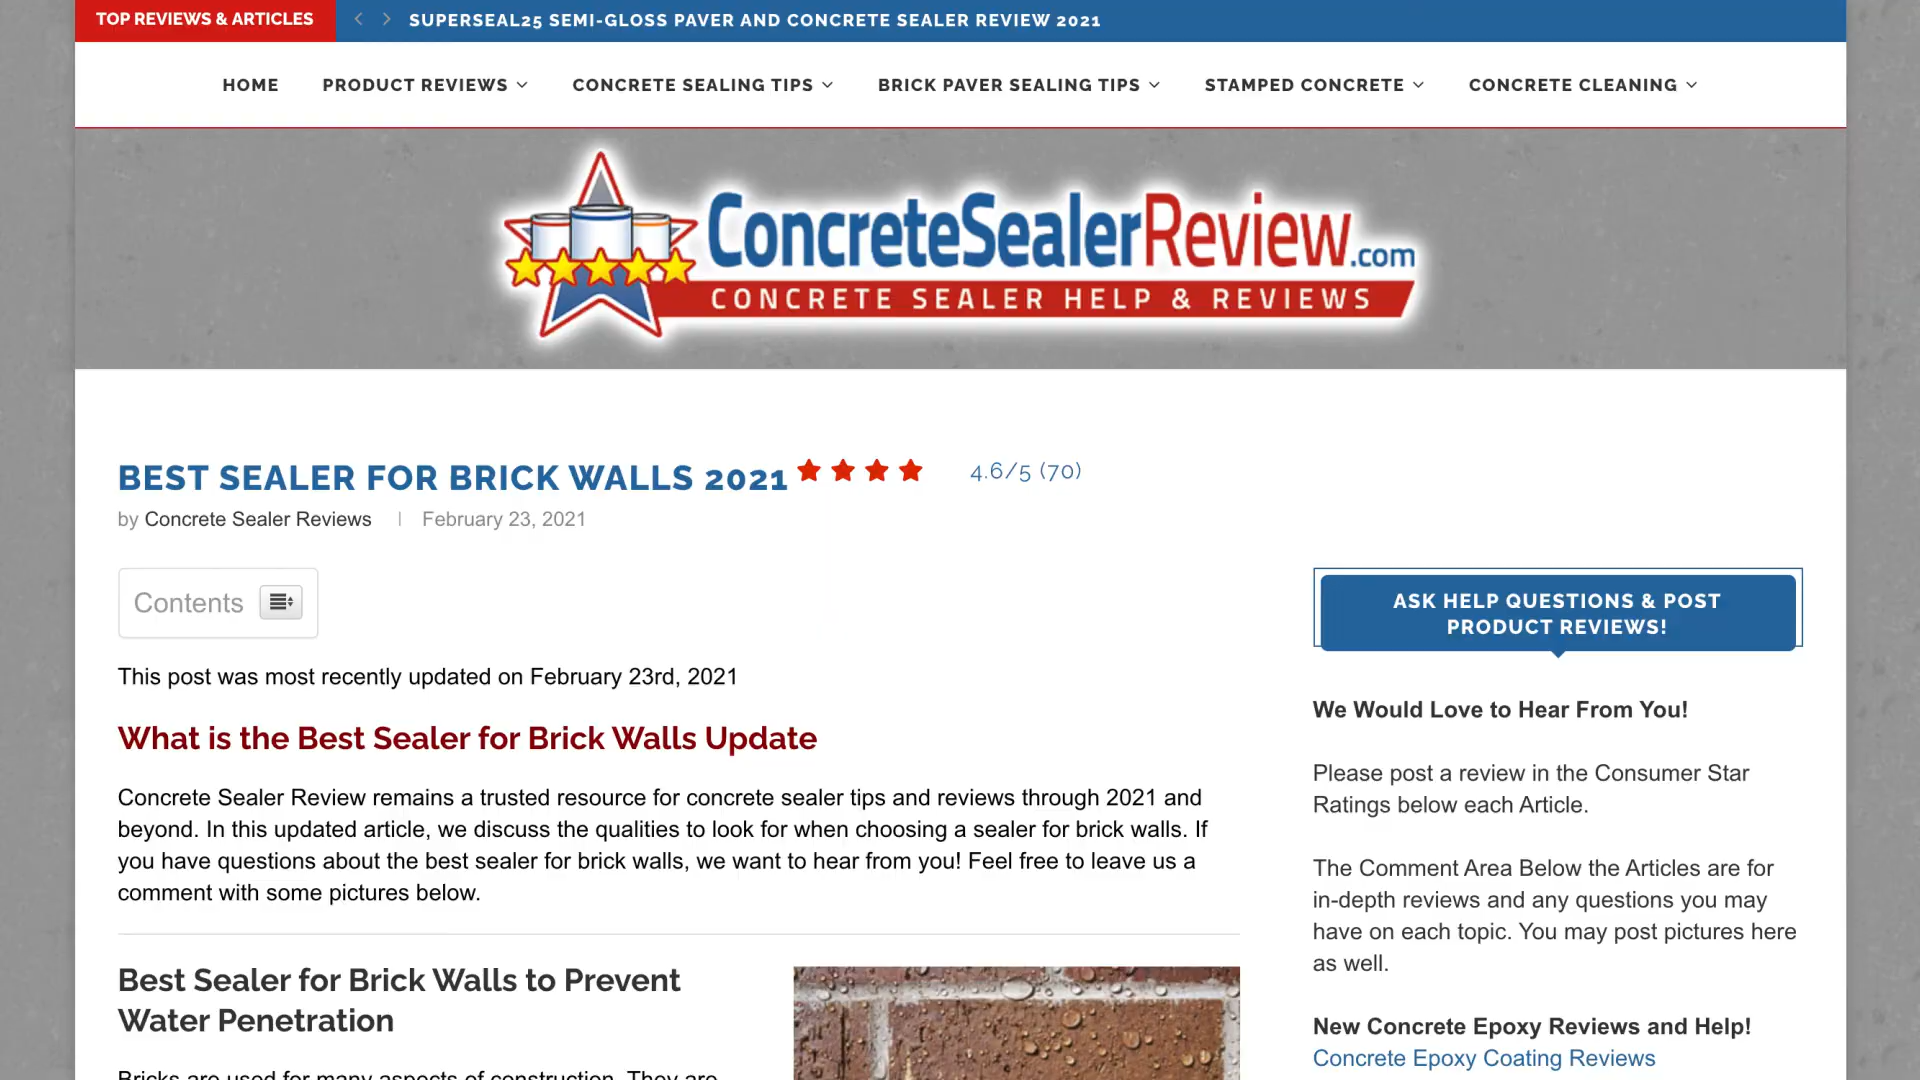 TOP REVIEWS & ARTICLES
SUPERSEAL25 SEMI-GLOSS PAVER AND CONCRETE SEALER REVIEW 2021
HOME PRODUCT REVIEWS CONCRETE SEALING TIPS BRICK PAVER SEALING TIPS STAMPED CONCRETE CONCRETE CLEANING
ConcreteSealerReview.com
CONCRETE SEALER HELP & REVIEWS
BEST SEALER FOR BRICK WALLS 2021 4.6/5 (70)
by Concrete Sealer Reviews | February 23, 2021
Contents
This post was most recently updated on February 23rd, 2021
What is the Best Sealer for Brick Walls Update
Concrete Sealer Review remains a trusted resource for concrete sealer tips and reviews through 2021 and
beyond. In this updated article, we discuss the qualities to look for when choosing a sealer for brick walls. If
you have questions about the best sealer for brick walls, we want to hear from you! Feel free to leave us a
comment with some pictures below.
Best Sealer for Brick Walls to Prevent
Water Penetration
Bricks are used for many aspects of construction. They are
ASK HELP QUESTIONS & POST
PRODUCT REVIEWS!
We Would Love to Hear From You!
Please post a review in the Consumer Star
Ratings below each Article.
The Comment Area Below the Articles are for
in-depth reviews and any questions you may
have on each topic. You may post pictures here
as well.
New Concrete Epoxy Reviews and Help!
Concrete Epoxy Coating Reviews